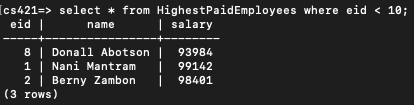 [cs421=> select * from HighestPaidEmployees where eid < 10;
 eid |      name      | salary
-----+----------------+--------
   8 | Donall Abotson |  93984
   1 | Nani Mantram   |  99142
   2 | Berny Zambon   |  98401
(3 rows)